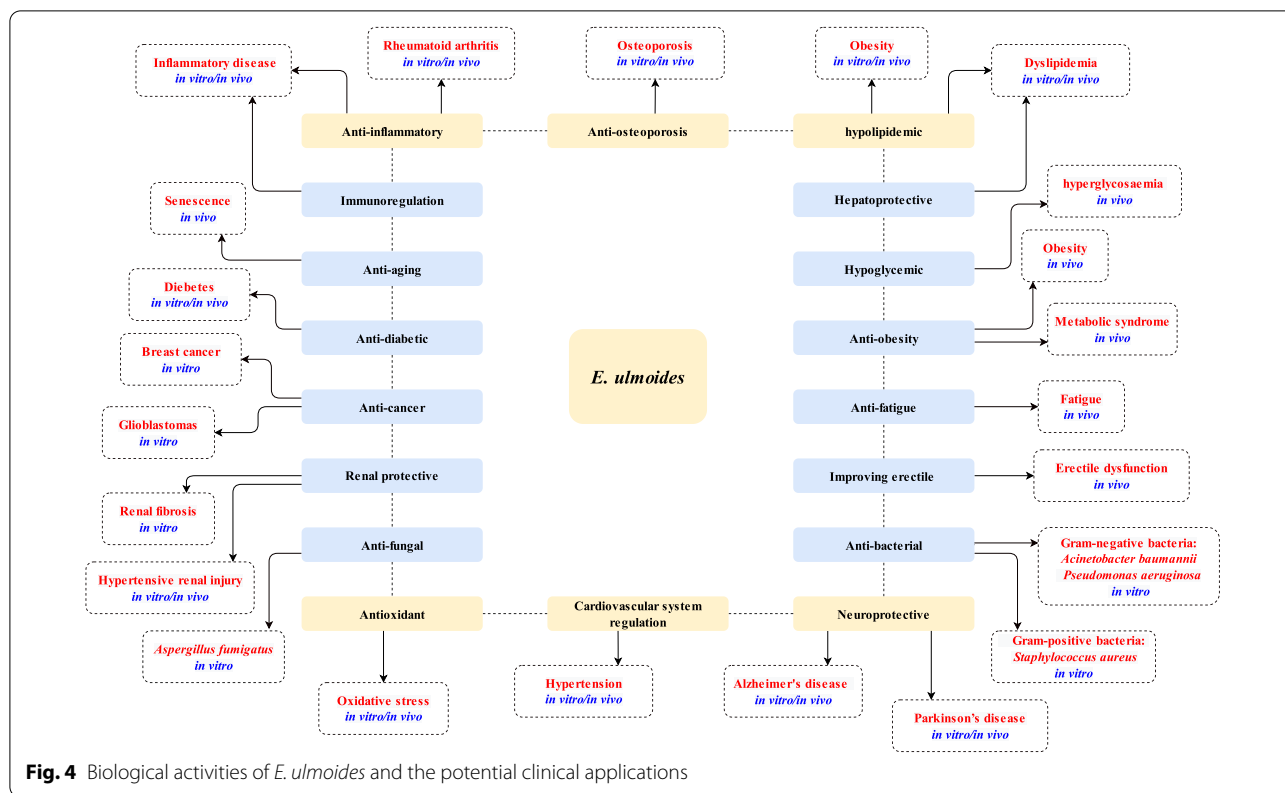 Rheumatoid arthritis
in vitro/in vivo
Osteoporosis
in vitro/in vivo
Obesity
in vitro/in vivo
Inflammatory disease
in vitro/in vivo
Dyslipidemia
in vitro/in vivo
Anti-inflammatory
Anti-osteoporosis
hypolipidemic
Immunoregulation
Hepatoprotective
hyperglycosaemia
in vivo
Senescence
in vivo
Anti-aging
Hypoglycemic
Obesity
in vivo
Diabetes
in vitro/in vivo
Anti-diabetic
Anti-obesity
Metabolic syndrome
in vivo
Breast cancer
in vitro
E. ulmoides
Anti-cancer
Anti-fatigue
Fatigue
in vivo
Glioblastomas
in vitro
Renal protective
Improving erectile
Erectile dysfunction
in vivo
Renal fibrosis
in vitro
Anti-fungal
Anti-bacterial
Gram-negative bacteria:
Acinetobacter baumannii
Pseudomonas aeruginosa
in vitro
Hypertensive renal injury
in vitro/in vivo
Antioxidant
Cardiovascular system
regulation
Neuroprotective
Aspergillus fumigatus
in vitro
Gram-positive bacteria:
Staphylococcus aureus
in vitro
Oxidative stress
in vitro/in vivo
Hypertension
in vitro/in vivo
Alzheimer's disease
in vitro/in vivo
Parkinson's disease
in vitro/in vivo
Fig. 4 Biological activities of E. ulmoides and the potential clinical applications